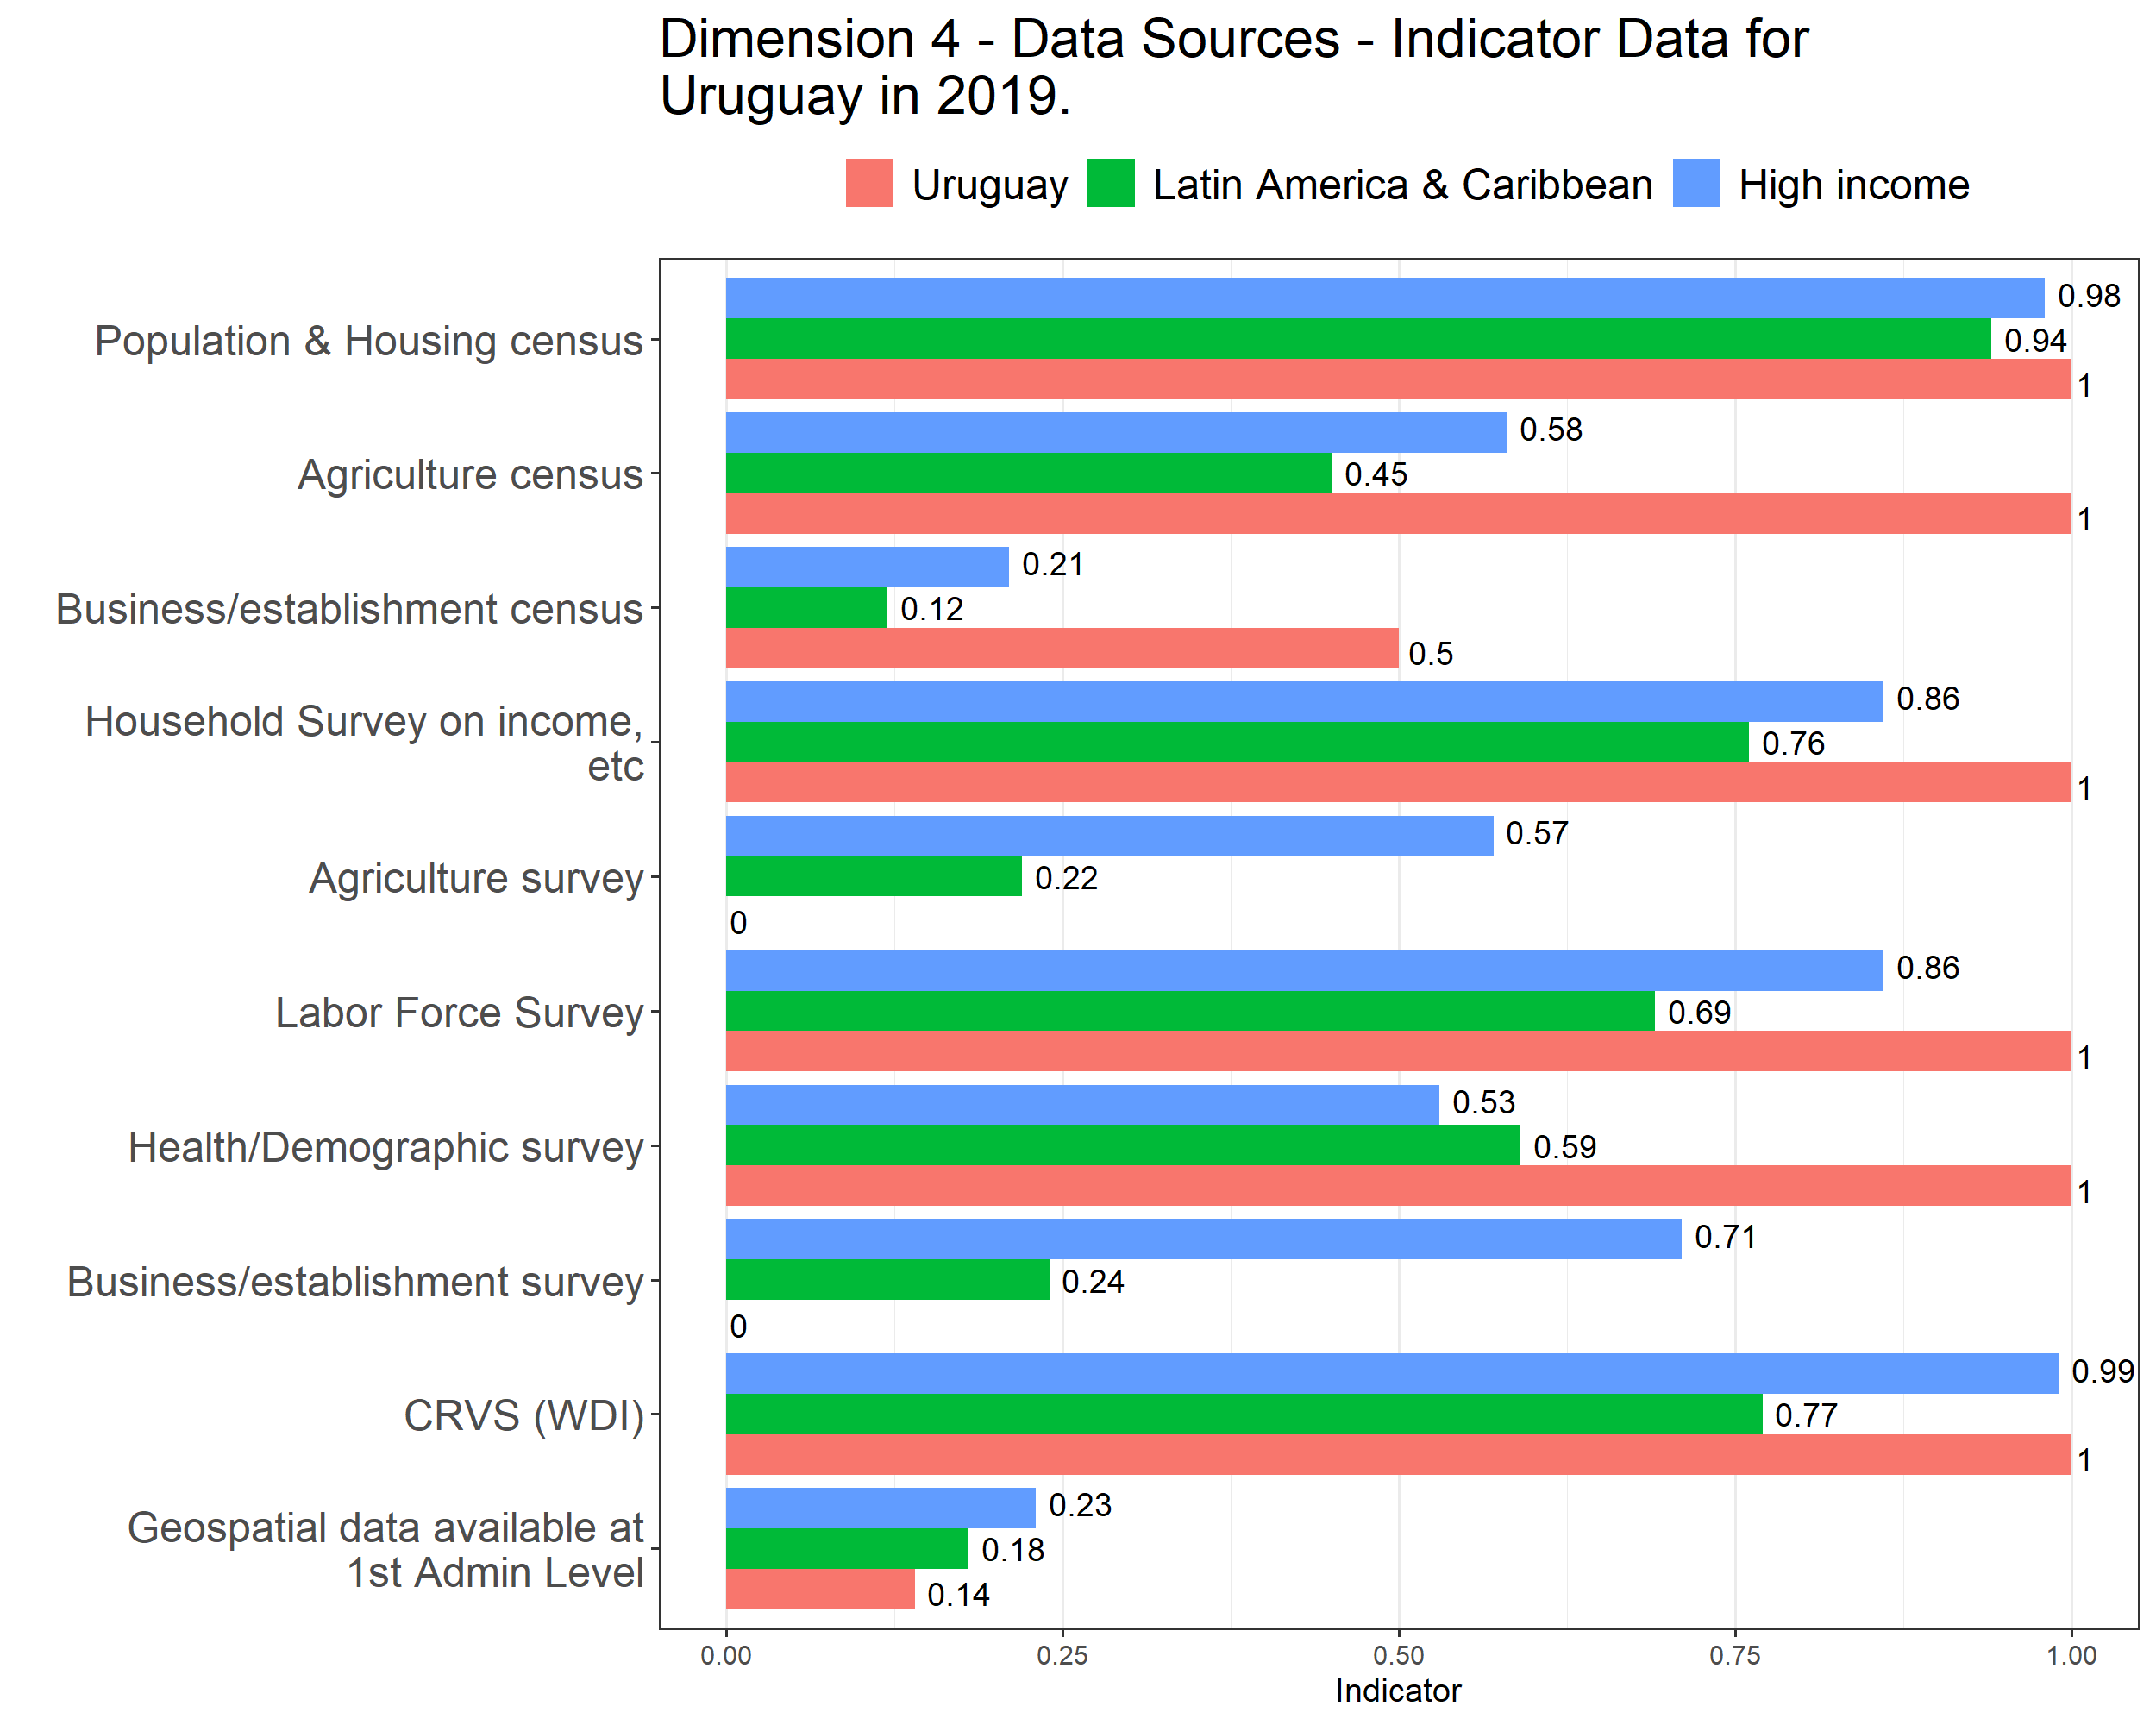 Dimension 4 - Data Sources - Indicator Data for
Uruguay in 2019.
Uruguay
Latin America & Caribbean
High income
Population & Housing census
0.98
0.94
1
Agriculture census
0.58
0.45
1
Business/establishment census
0.21
0.12
0.5
Household Survey on income,
etc
0.86
0.76
1
Agriculture survey
0.57
0.22
0
Labor Force Survey
0.86
0.69
1
Health/Demographic survey
0.53
0.59
1
Business/establishment survey
0.71
0.24
0
CRVS (WDI)
0.99
0.77
1
Geospatial data available at
1st Admin Level
0.23
0.18
0.14
0.00
0.25
0.50
0.75
1.00
Indicator